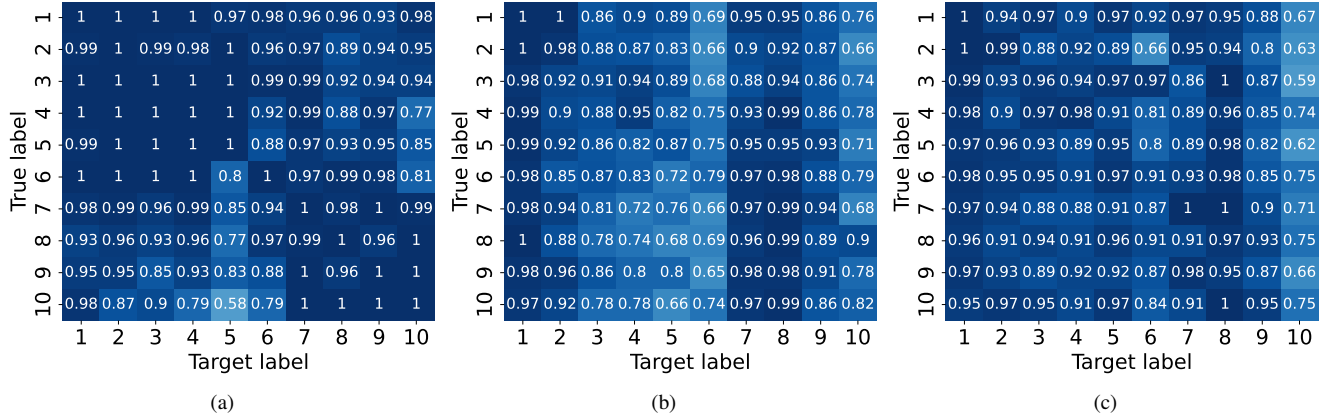 True label
1 1 1 1 1 0.97 0.98 0.96 0.96 0.93 0.98
2 0.99 1 0.99 0.98 1 0.96 0.97 0.89 0.94 0.95
3 1 1 1 1 1 0.99 0.99 0.92 0.94 0.94
4 1 1 1 1 1 0.92 0.99 0.88 0.97 0.77
5 0.99 1 1 1 1 0.88 0.97 0.93 0.95 0.85
6 1 1 1 1 0.8 1 0.97 0.99 0.98 0.81
7 0.98 0.99 0.96 0.99 0.85 0.94 1 0.98 1 0.99
8 0.93 0.96 0.93 0.96 0.77 0.97 0.99 1 0.96 1
9 0.95 0.95 0.85 0.93 0.83 0.88 1 0.96 1 1
10 0.98 0.87 0.9 0.79 0.58 0.79 1 1 1 1
1 2 3 4 5 6 7 8 9 10
Target label
(a)
True label
1 1 1 0.86 0.9 0.89 0.69 0.95 0.95 0.86 0.76
2 1 0.98 0.88 0.87 0.83 0.66 0.9 0.92 0.87 0.66
3 0.98 0.92 0.91 0.94 0.89 0.68 0.88 0.94 0.86 0.74
4 0.99 0.9 0.88 0.95 0.82 0.75 0.93 0.99 0.86 0.78
5 0.99 0.92 0.86 0.82 0.87 0.75 0.95 0.95 0.93 0.71
6 0.98 0.85 0.87 0.83 0.72 0.79 0.97 0.98 0.88 0.79
7 0.98 0.94 0.81 0.72 0.76 0.66 0.97 0.99 0.94 0.68
8 1 0.88 0.78 0.74 0.68 0.69 0.96 0.99 0.89 0.9
9 0.98 0.96 0.86 0.8 0.8 0.65 0.98 0.98 0.91 0.78
10 0.97 0.92 0.78 0.78 0.66 0.74 0.97 0.99 0.86 0.82
1 2 3 4 5 6 7 8 9 10
Target label
(b)
True label
1 1 0.94 0.97 0.9 0.97 0.92 0.97 0.95 0.88 0.67
2 1 0.99 0.88 0.92 0.89 0.66 0.95 0.94 0.8 0.63
3 0.99 0.93 0.96 0.94 0.97 0.97 0.86 1 0.87 0.59
4 0.98 0.9 0.97 0.98 0.91 0.81 0.89 0.96 0.85 0.74
5 0.97 0.96 0.93 0.89 0.95 0.8 0.89 0.98 0.82 0.62
6 0.98 0.95 0.95 0.91 0.97 0.91 0.93 0.98 0.85 0.75
7 0.97 0.94 0.88 0.88 0.91 0.87 1 1 0.9 0.71
8 0.96 0.91 0.94 0.91 0.96 0.91 0.91 0.97 0.93 0.75
9 0.97 0.93 0.89 0.92 0.92 0.87 0.98 0.95 0.87 0.66
10 0.95 0.97 0.95 0.91 0.97 0.84 0.91 1 0.95 0.75
1 2 3 4 5 6 7 8 9 10
Target label
(c)